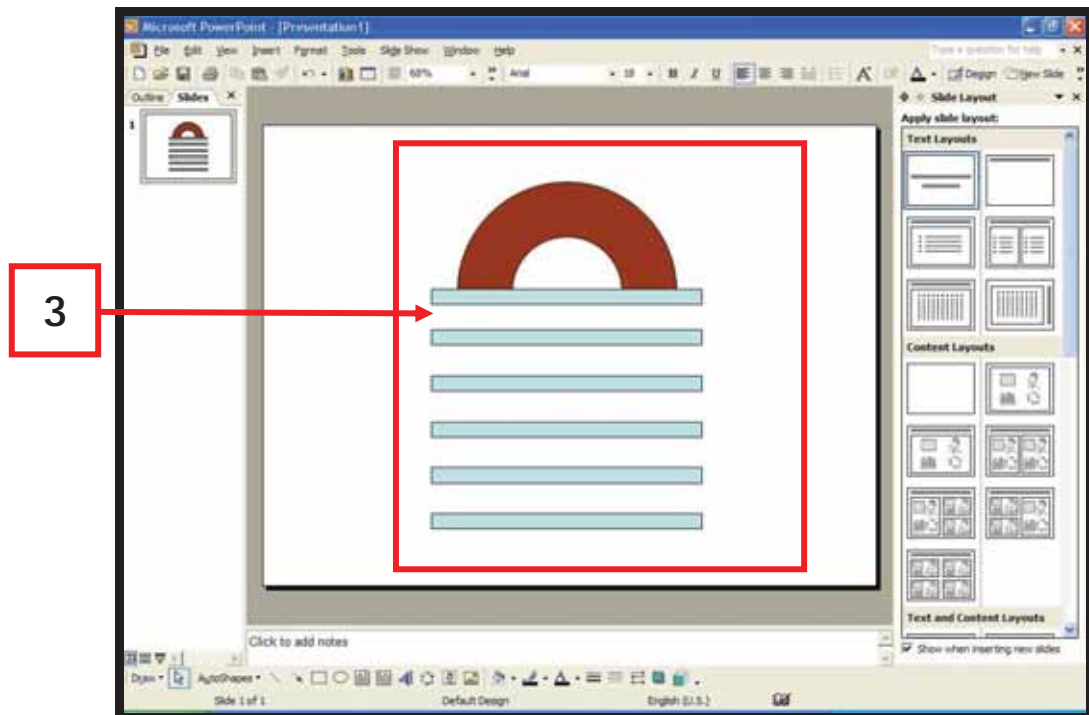 Microsoft PowerPoint - [Presentation1]
File Edit View Insert Format Tools Slide Show Window Help
Type a question for help
68% Arial 18 B I U A A Design New Slide
Outline Slides
Slide Layout
1
Apply slide layout:
Text Layouts
3
Content Layouts
Text and Content Layouts
Click to add notes
Show when inserting new slides
Draw AutoShapes
Slide 1 of 1 Default Design English (U.S.)